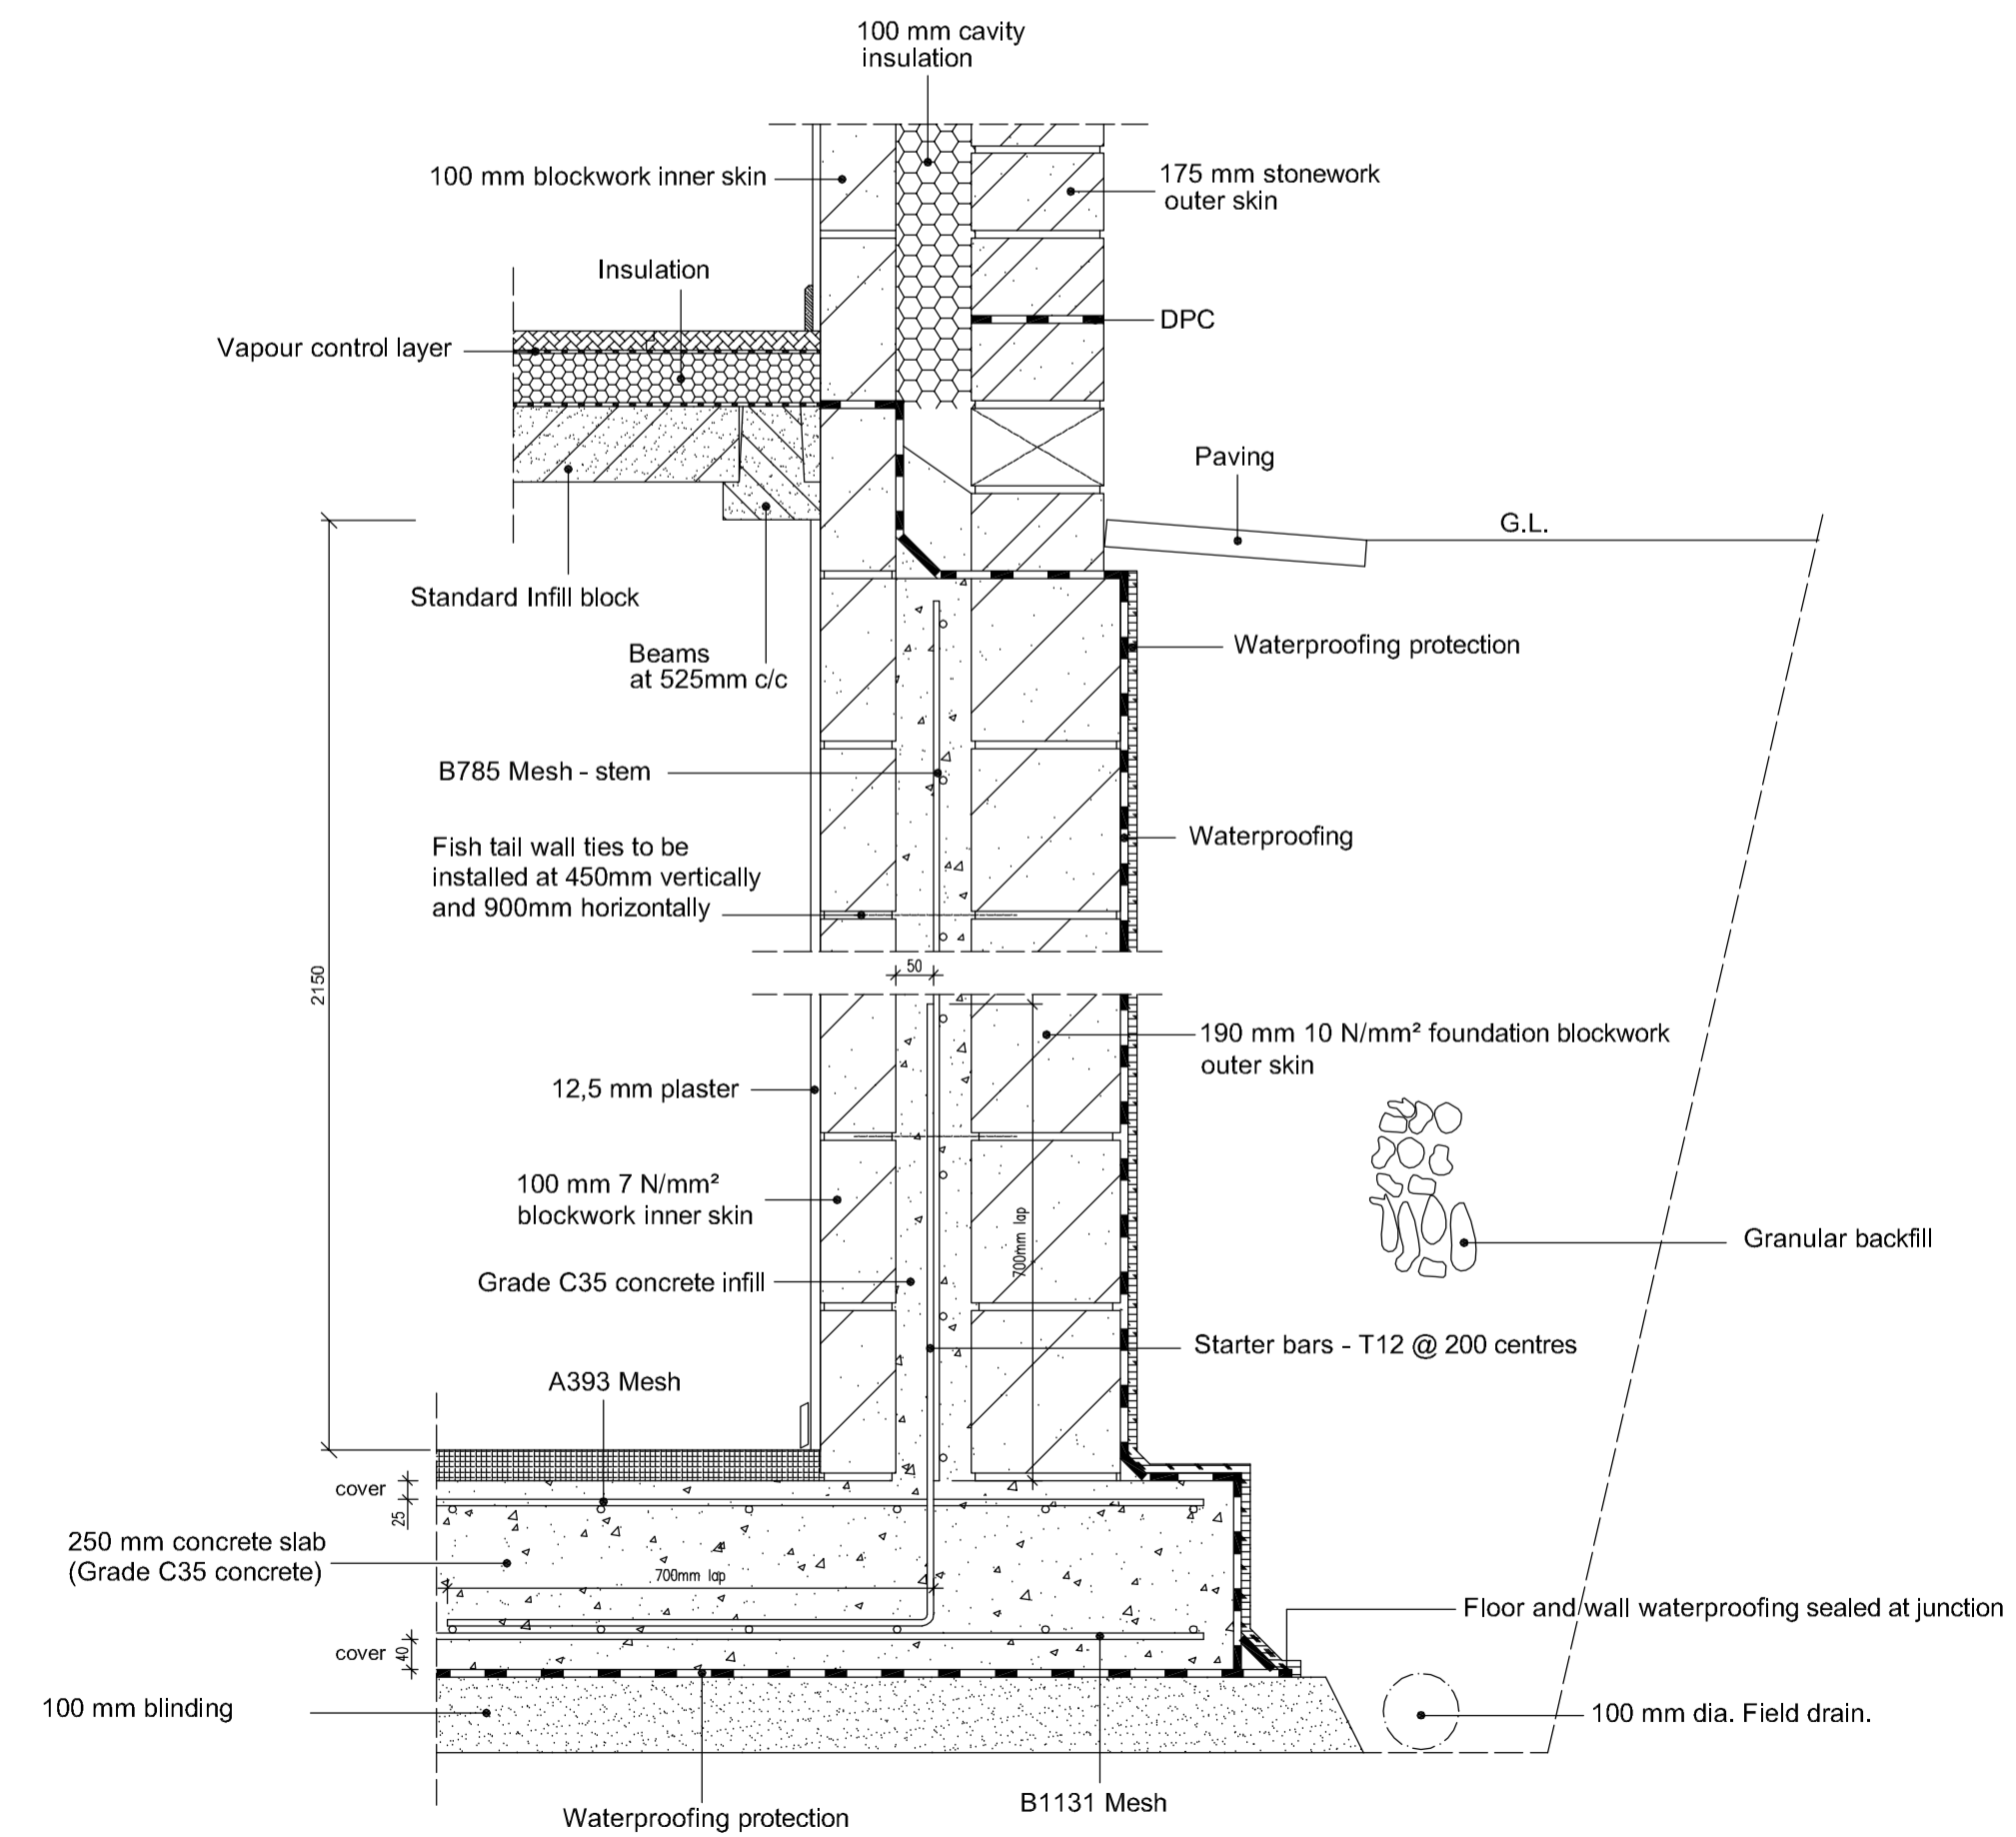 100 mm cavity
insulation
100 mm blockwork inner skin
175 mm stonework
outer skin
Insulation
DPC
Vapour control layer
Paving
G.L.
Standard Infill block
Beams
at 525mm c/c
Waterproofing protection
B785 Mesh - stem
Waterproofing
Fish tail wall ties to be
installed at 450mm vertically
and 900mm horizontally
2150
50
190 mm 10 N/mm² foundation blockwork
outer skin
12,5 mm plaster
100 mm 7 N/mm²
blockwork inner skin
700mm lap
Granular backfill
Grade C35 concrete infill
Starter bars - T12 @ 200 centres
A393 Mesh
cover
25
250 mm concrete slab
(Grade C35 concrete)
700mm lap
Floor and wall waterproofing sealed at junction
cover
40
100 mm blinding
100 mm dia. Field drain.
B1131 Mesh
Waterproofing protection